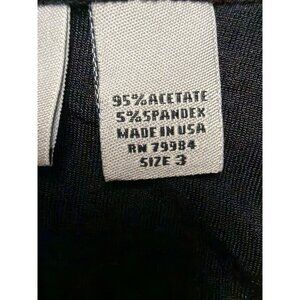 95% ACETATE
5% SPANDEX
MADE IN USA
RN 79984
SIZE 3